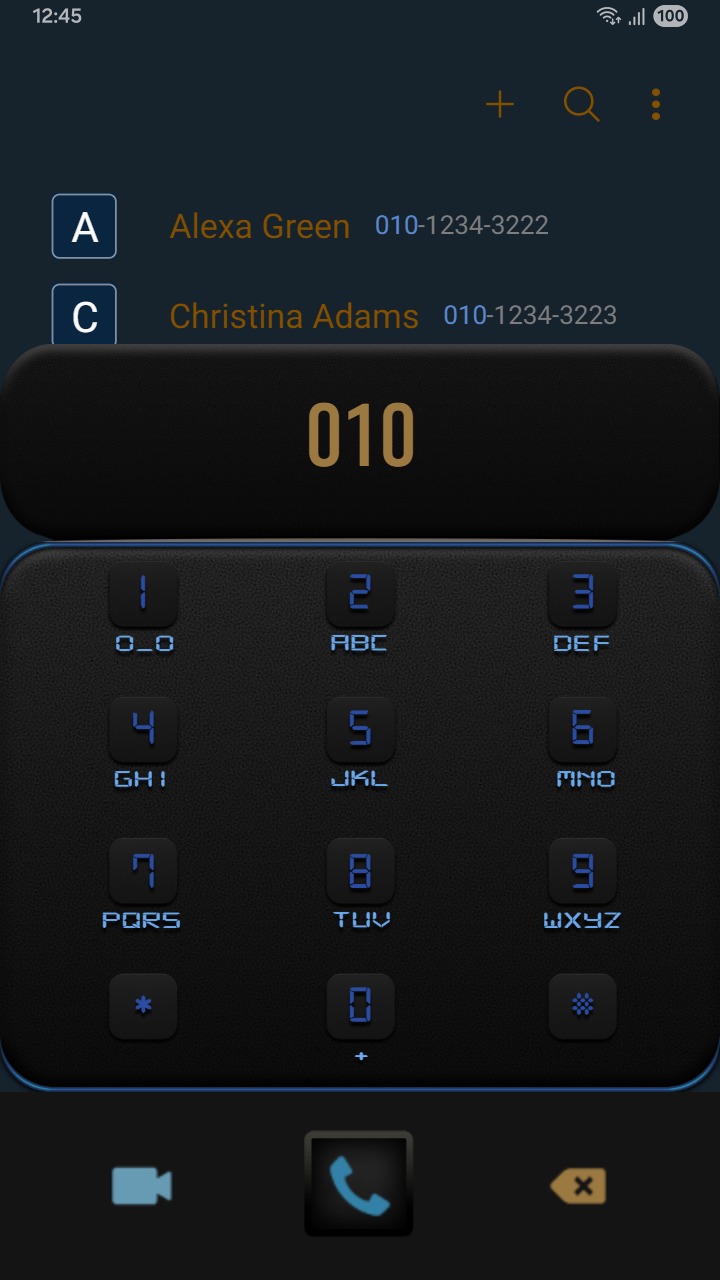 12:45 100
A Alexa Green 010-1234-3222
C Christina Adams 010-1234-3223
010
1 2 3
O_O ABC DEF
4 5 6
GHI JKL MNO
7 8 9
PQRS TUV WXYZ
* 0 #
+